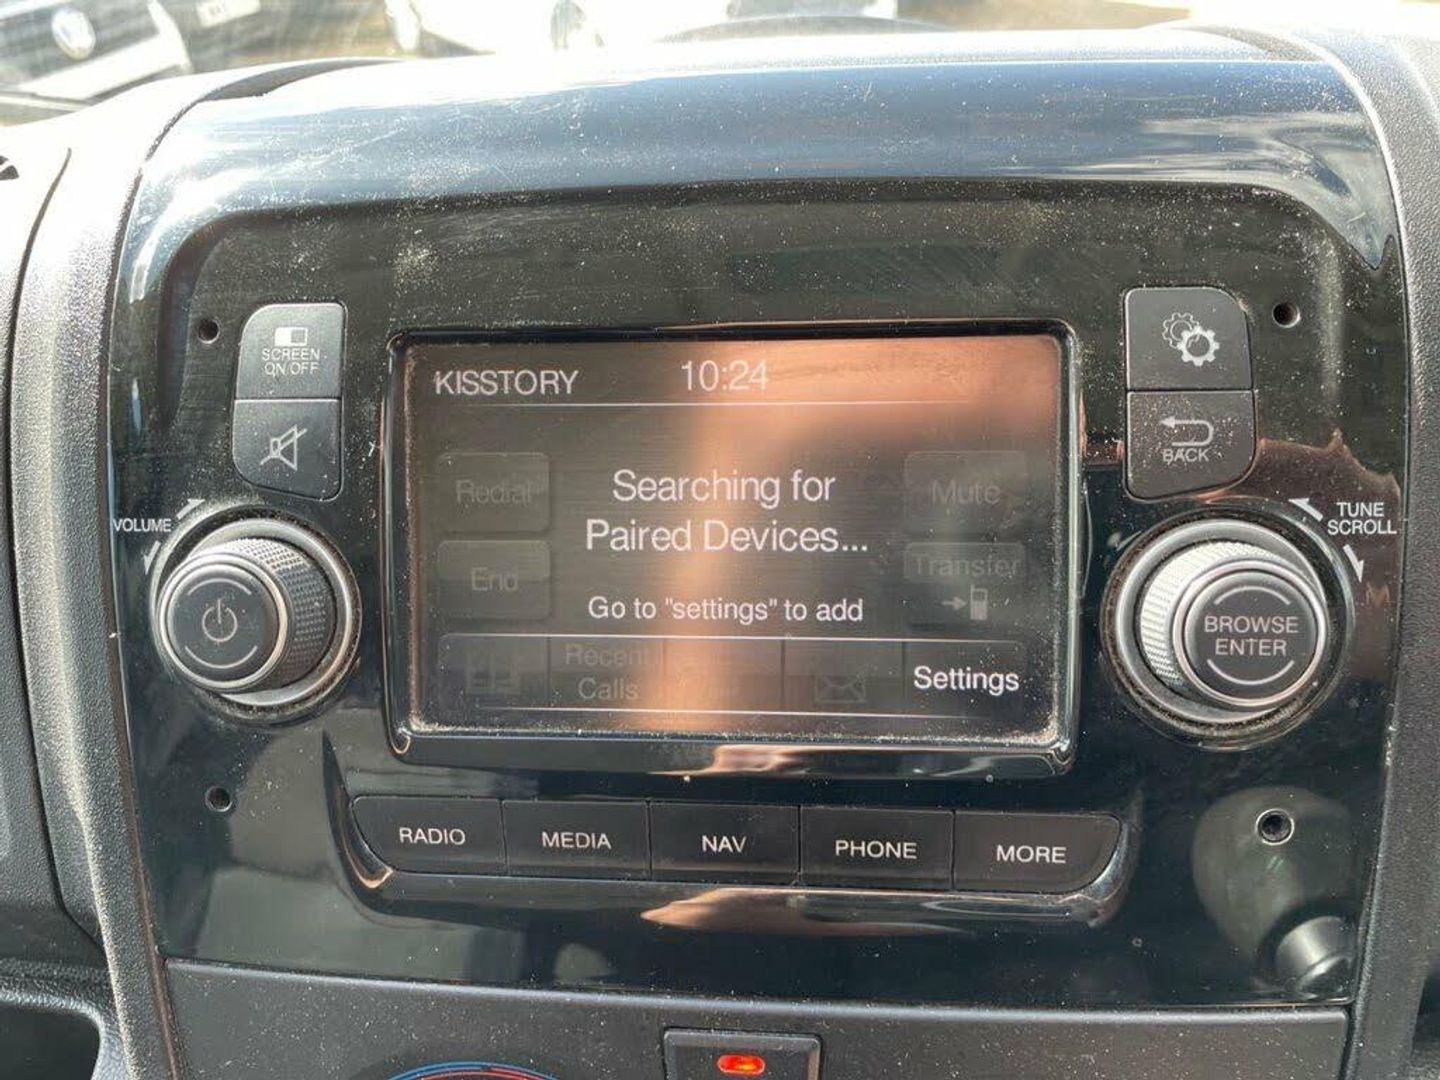 SCREEN
ON/OFF
KISSTORY
10:24
Redial
Searching for
Paired Devices...
Mute
End
Transfer
Go to "settings" to add
Recent
Calls
Settings
BACK
VOLUME
TUNE
SCROLL
BROWSE
ENTER
RADIO
MEDIA
NAV
PHONE
MORE